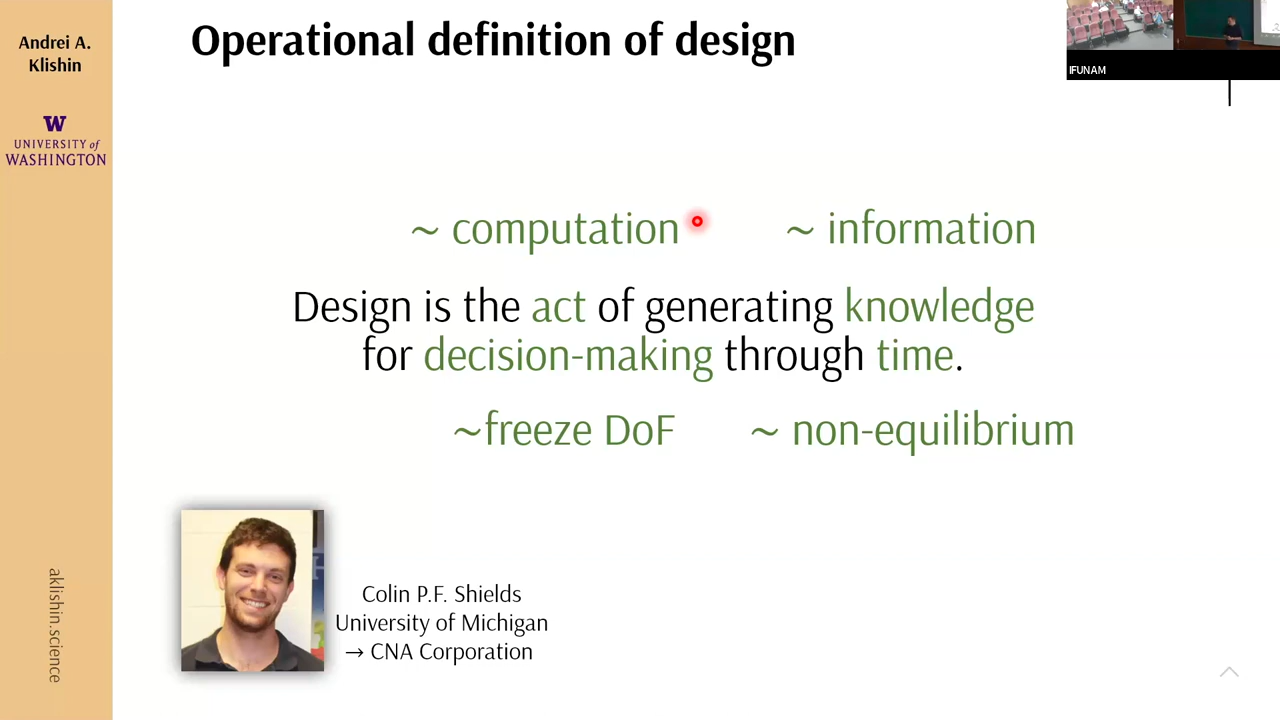 Andrei A.
Klishin
W
UNIVERSITY of
WASHINGTON
aklishin.science
Operational definition of design
IFUNAM
~ computation ~ information
Design is the act of generating knowledge
for decision-making through time.
~freeze DoF ~ non-equilibrium
Colin P.F. Shields
University of Michigan
→ CNA Corporation